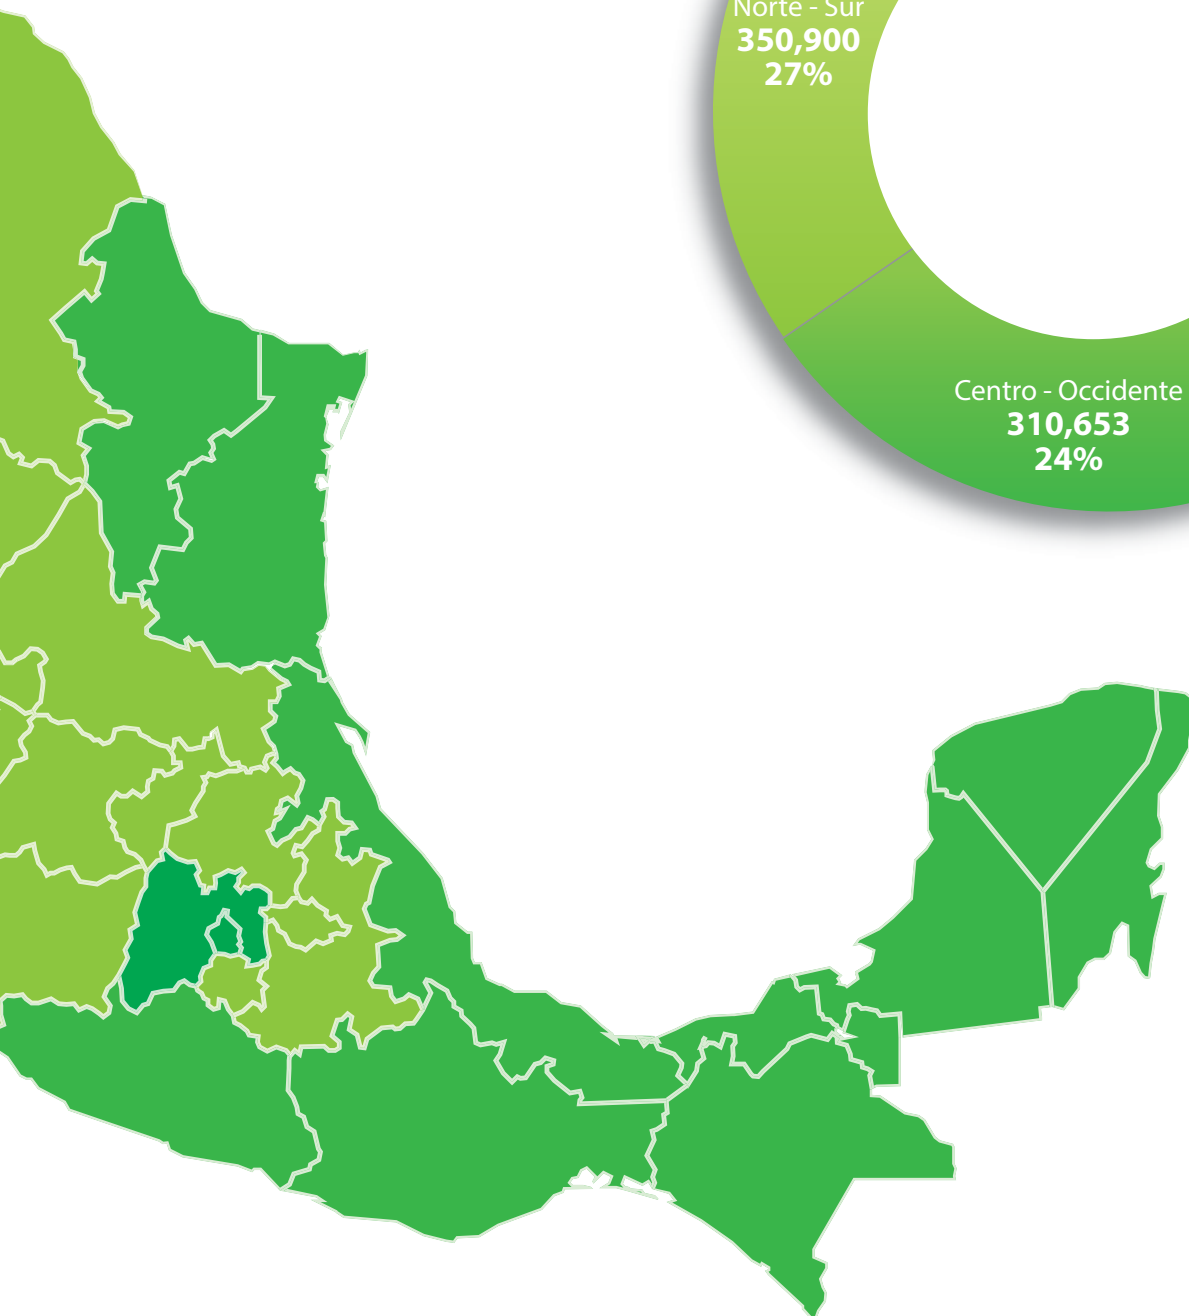 Norte - Sur
350,900
27%
Centro - Occidente
310,653
24%